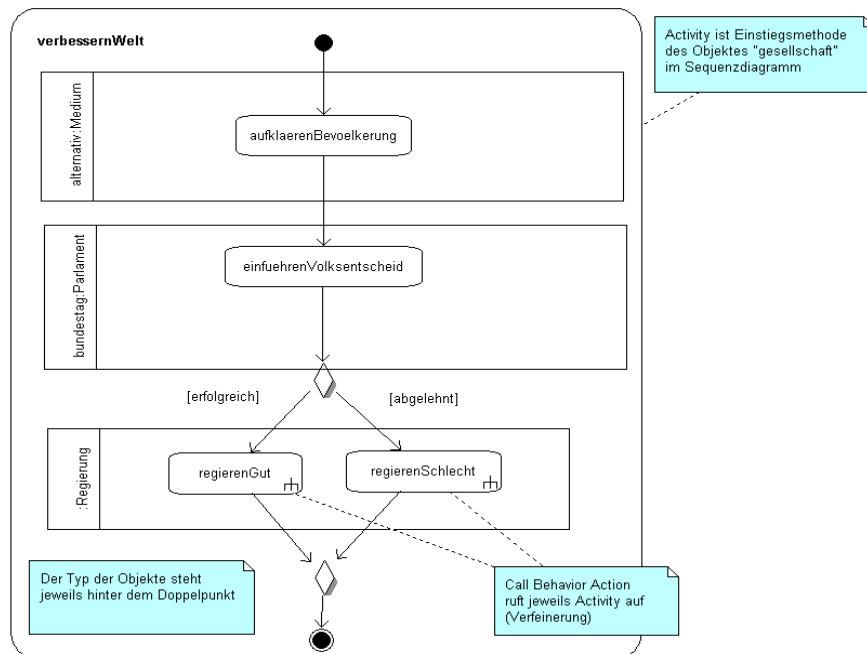 verbessernWelt
Activity ist Einstiegsmethode
des Objektes "gesellschaft"
im Sequenzdiagramm
alternativ:Medium
aufklaerenBevoelkerung
bundestag:Parlament
einfuehrenVolksentscheid
[erfolgreich]
[abgelehnt]
:Regierung
regierenGut
regierenSchlecht
Der Typ der Objekte steht
jeweils hinter dem Doppelpunkt
Call Behavior Action
ruft jeweils Activity auf
(Verfeinerung)